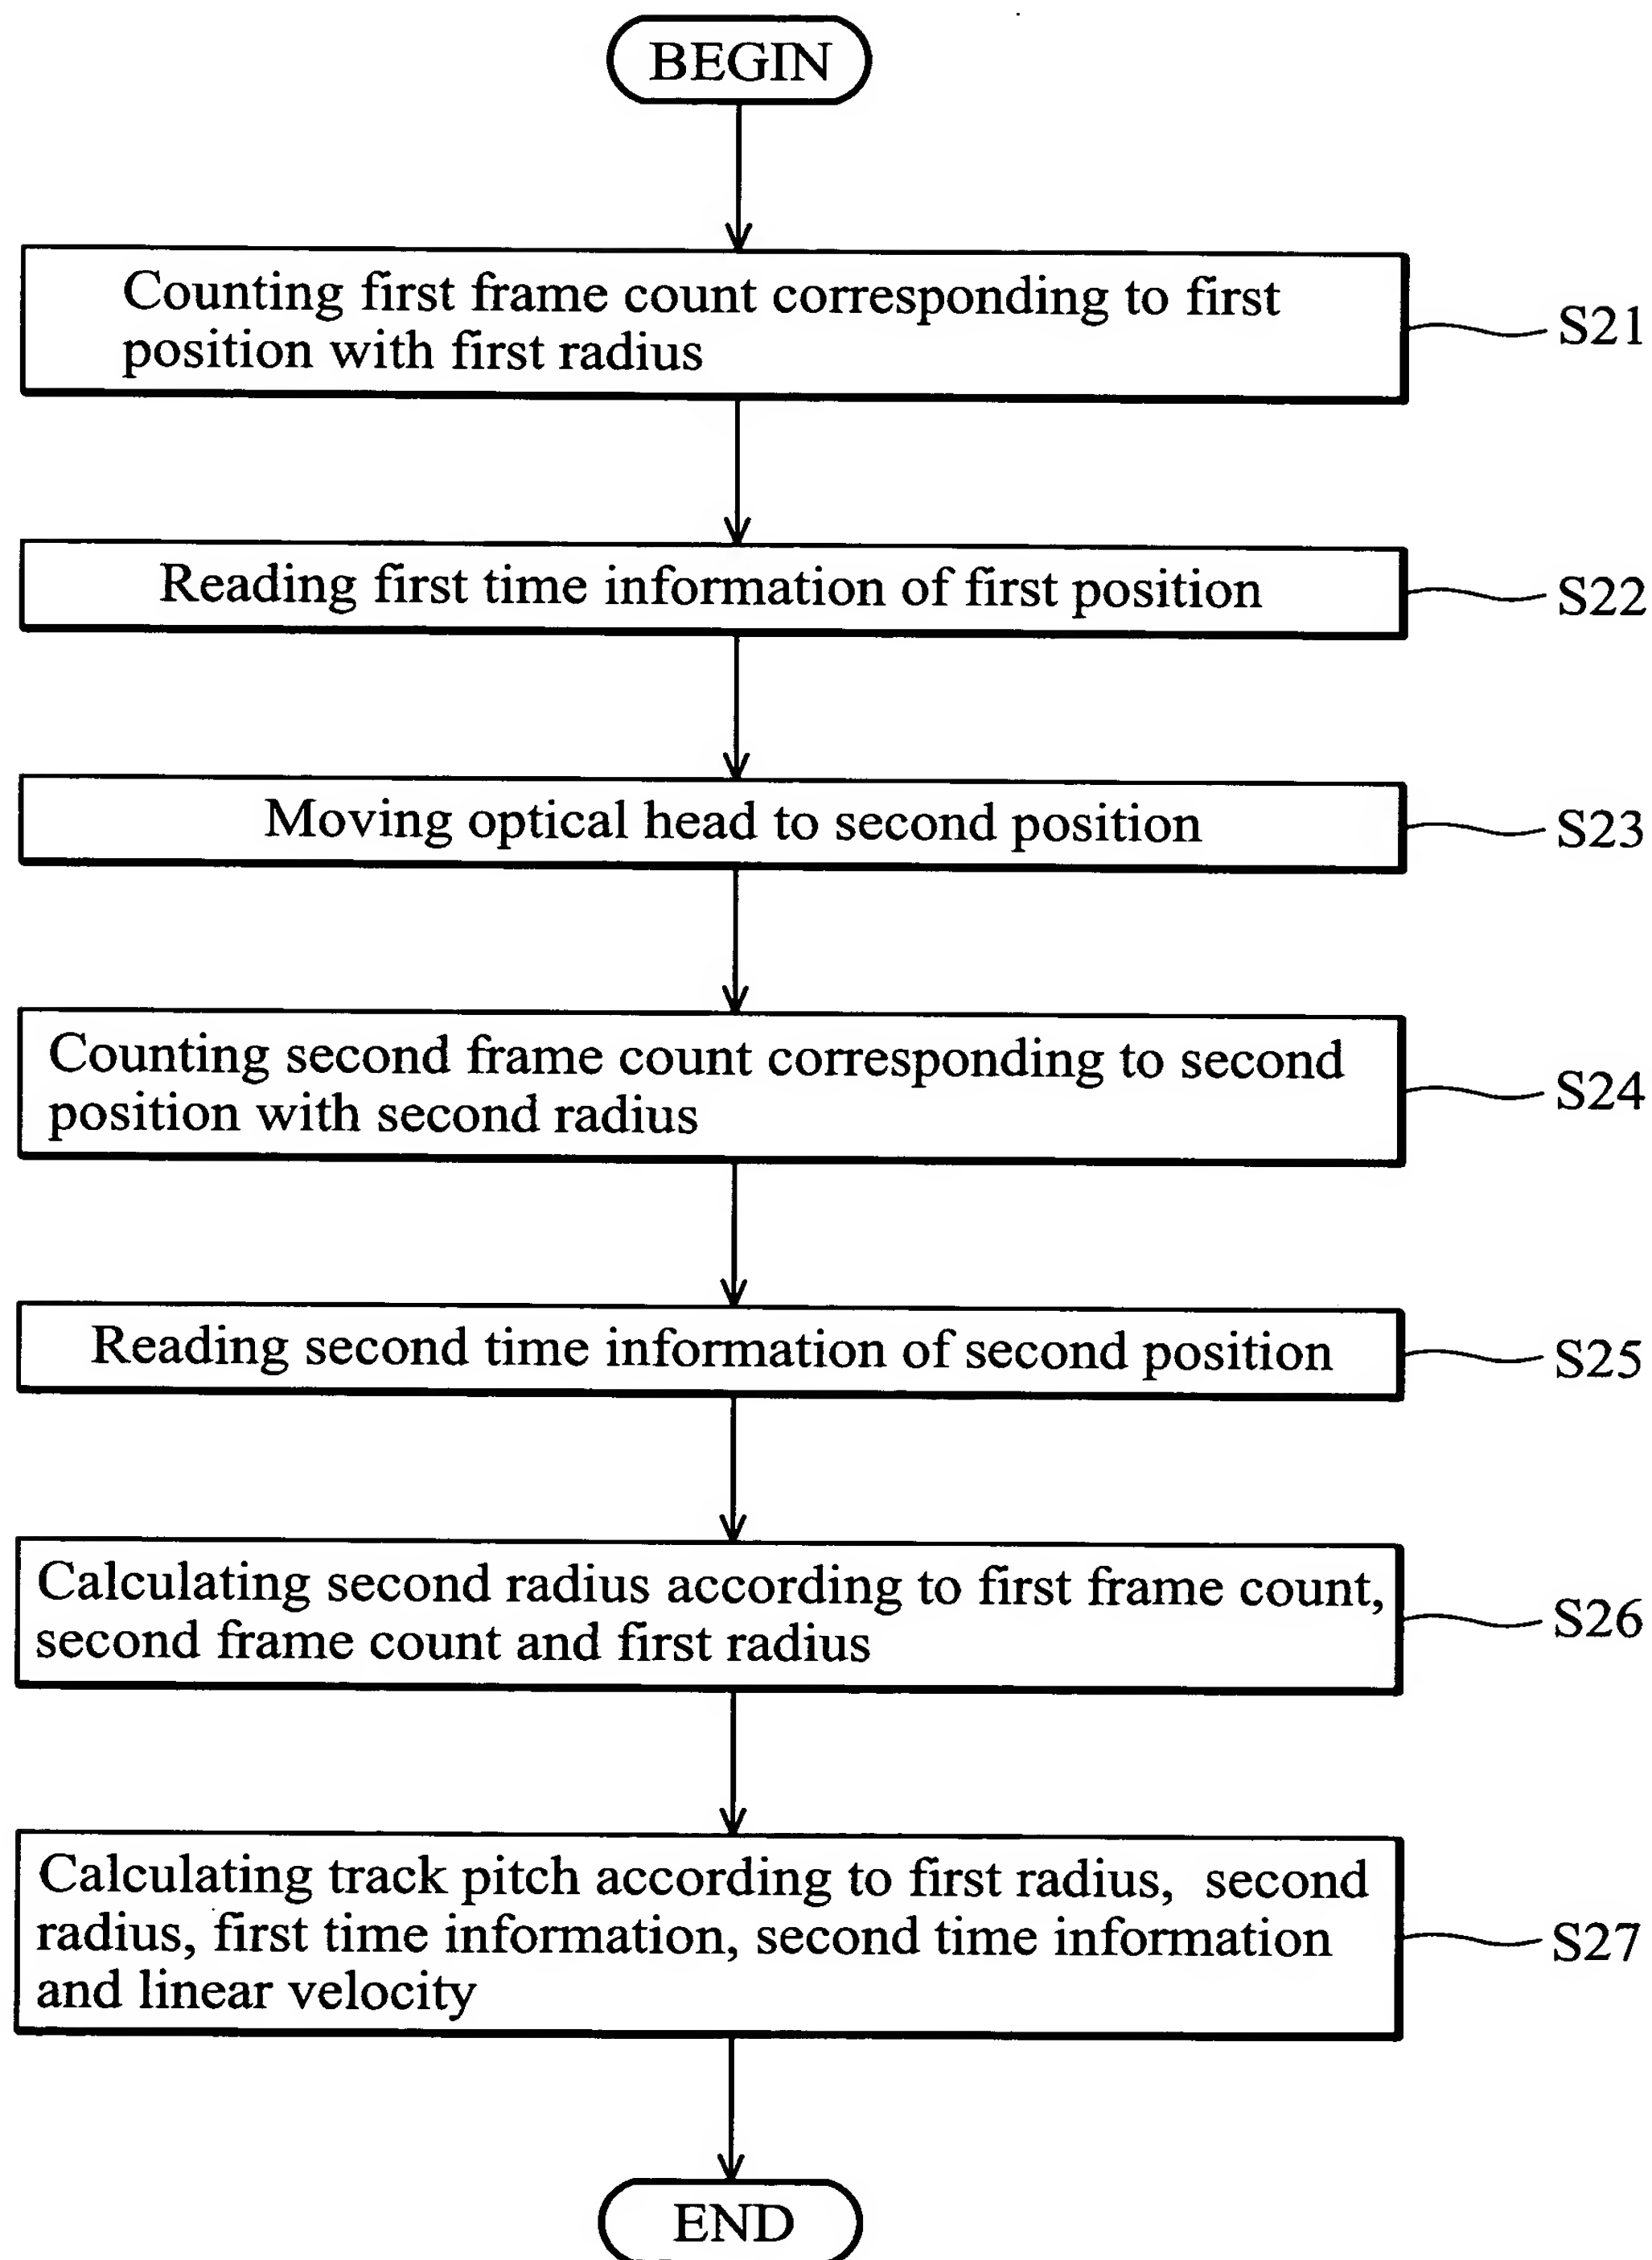 BEGIN
Counting first frame count corresponding to first
position with first radius
S21
Reading first time information of first position
S22
Moving optical head to second position
S23
Counting second frame count corresponding to second
position with second radius
S24
Reading second time information of second position
S25
Calculating second radius according to first frame count,
second frame count and first radius
S26
Calculating track pitch according to first radius, second
radius, first time information, second time information
and linear velocity
S27
END